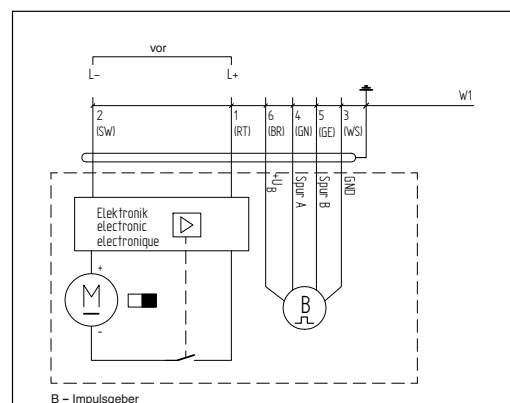 vor
L– L+
W1
2 1 6 4 5 3
(SW) (RT) (BR) (GN) (GE) (WS)
+UB
Spur A
Spur B
GND
Elektronik
electronic
electronique
+
M
–
B
B – Impulsgeber